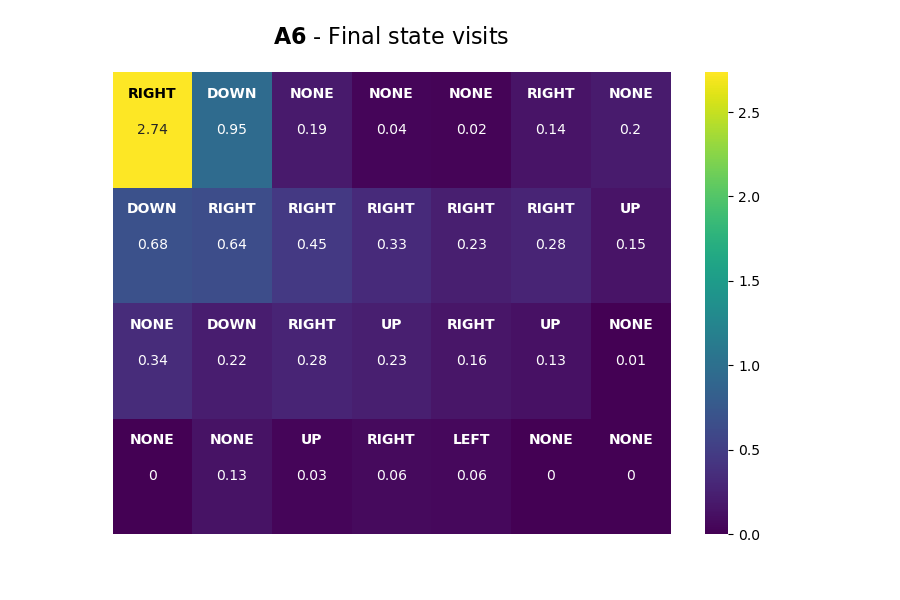 A6 - Final state visits
RIGHT DOWN NONE NONE NONE RIGHT NONE
2.74 0.95 0.19 0.04 0.02 0.14 0.2
DOWN RIGHT RIGHT RIGHT RIGHT RIGHT UP
0.68 0.64 0.45 0.33 0.23 0.28 0.15
NONE DOWN RIGHT UP RIGHT UP NONE
0.34 0.22 0.28 0.23 0.16 0.13 0.01
NONE NONE UP RIGHT LEFT NONE NONE
0 0.13 0.03 0.06 0.06 0 0
2.5
2.0
1.5
1.0
0.5
0.0